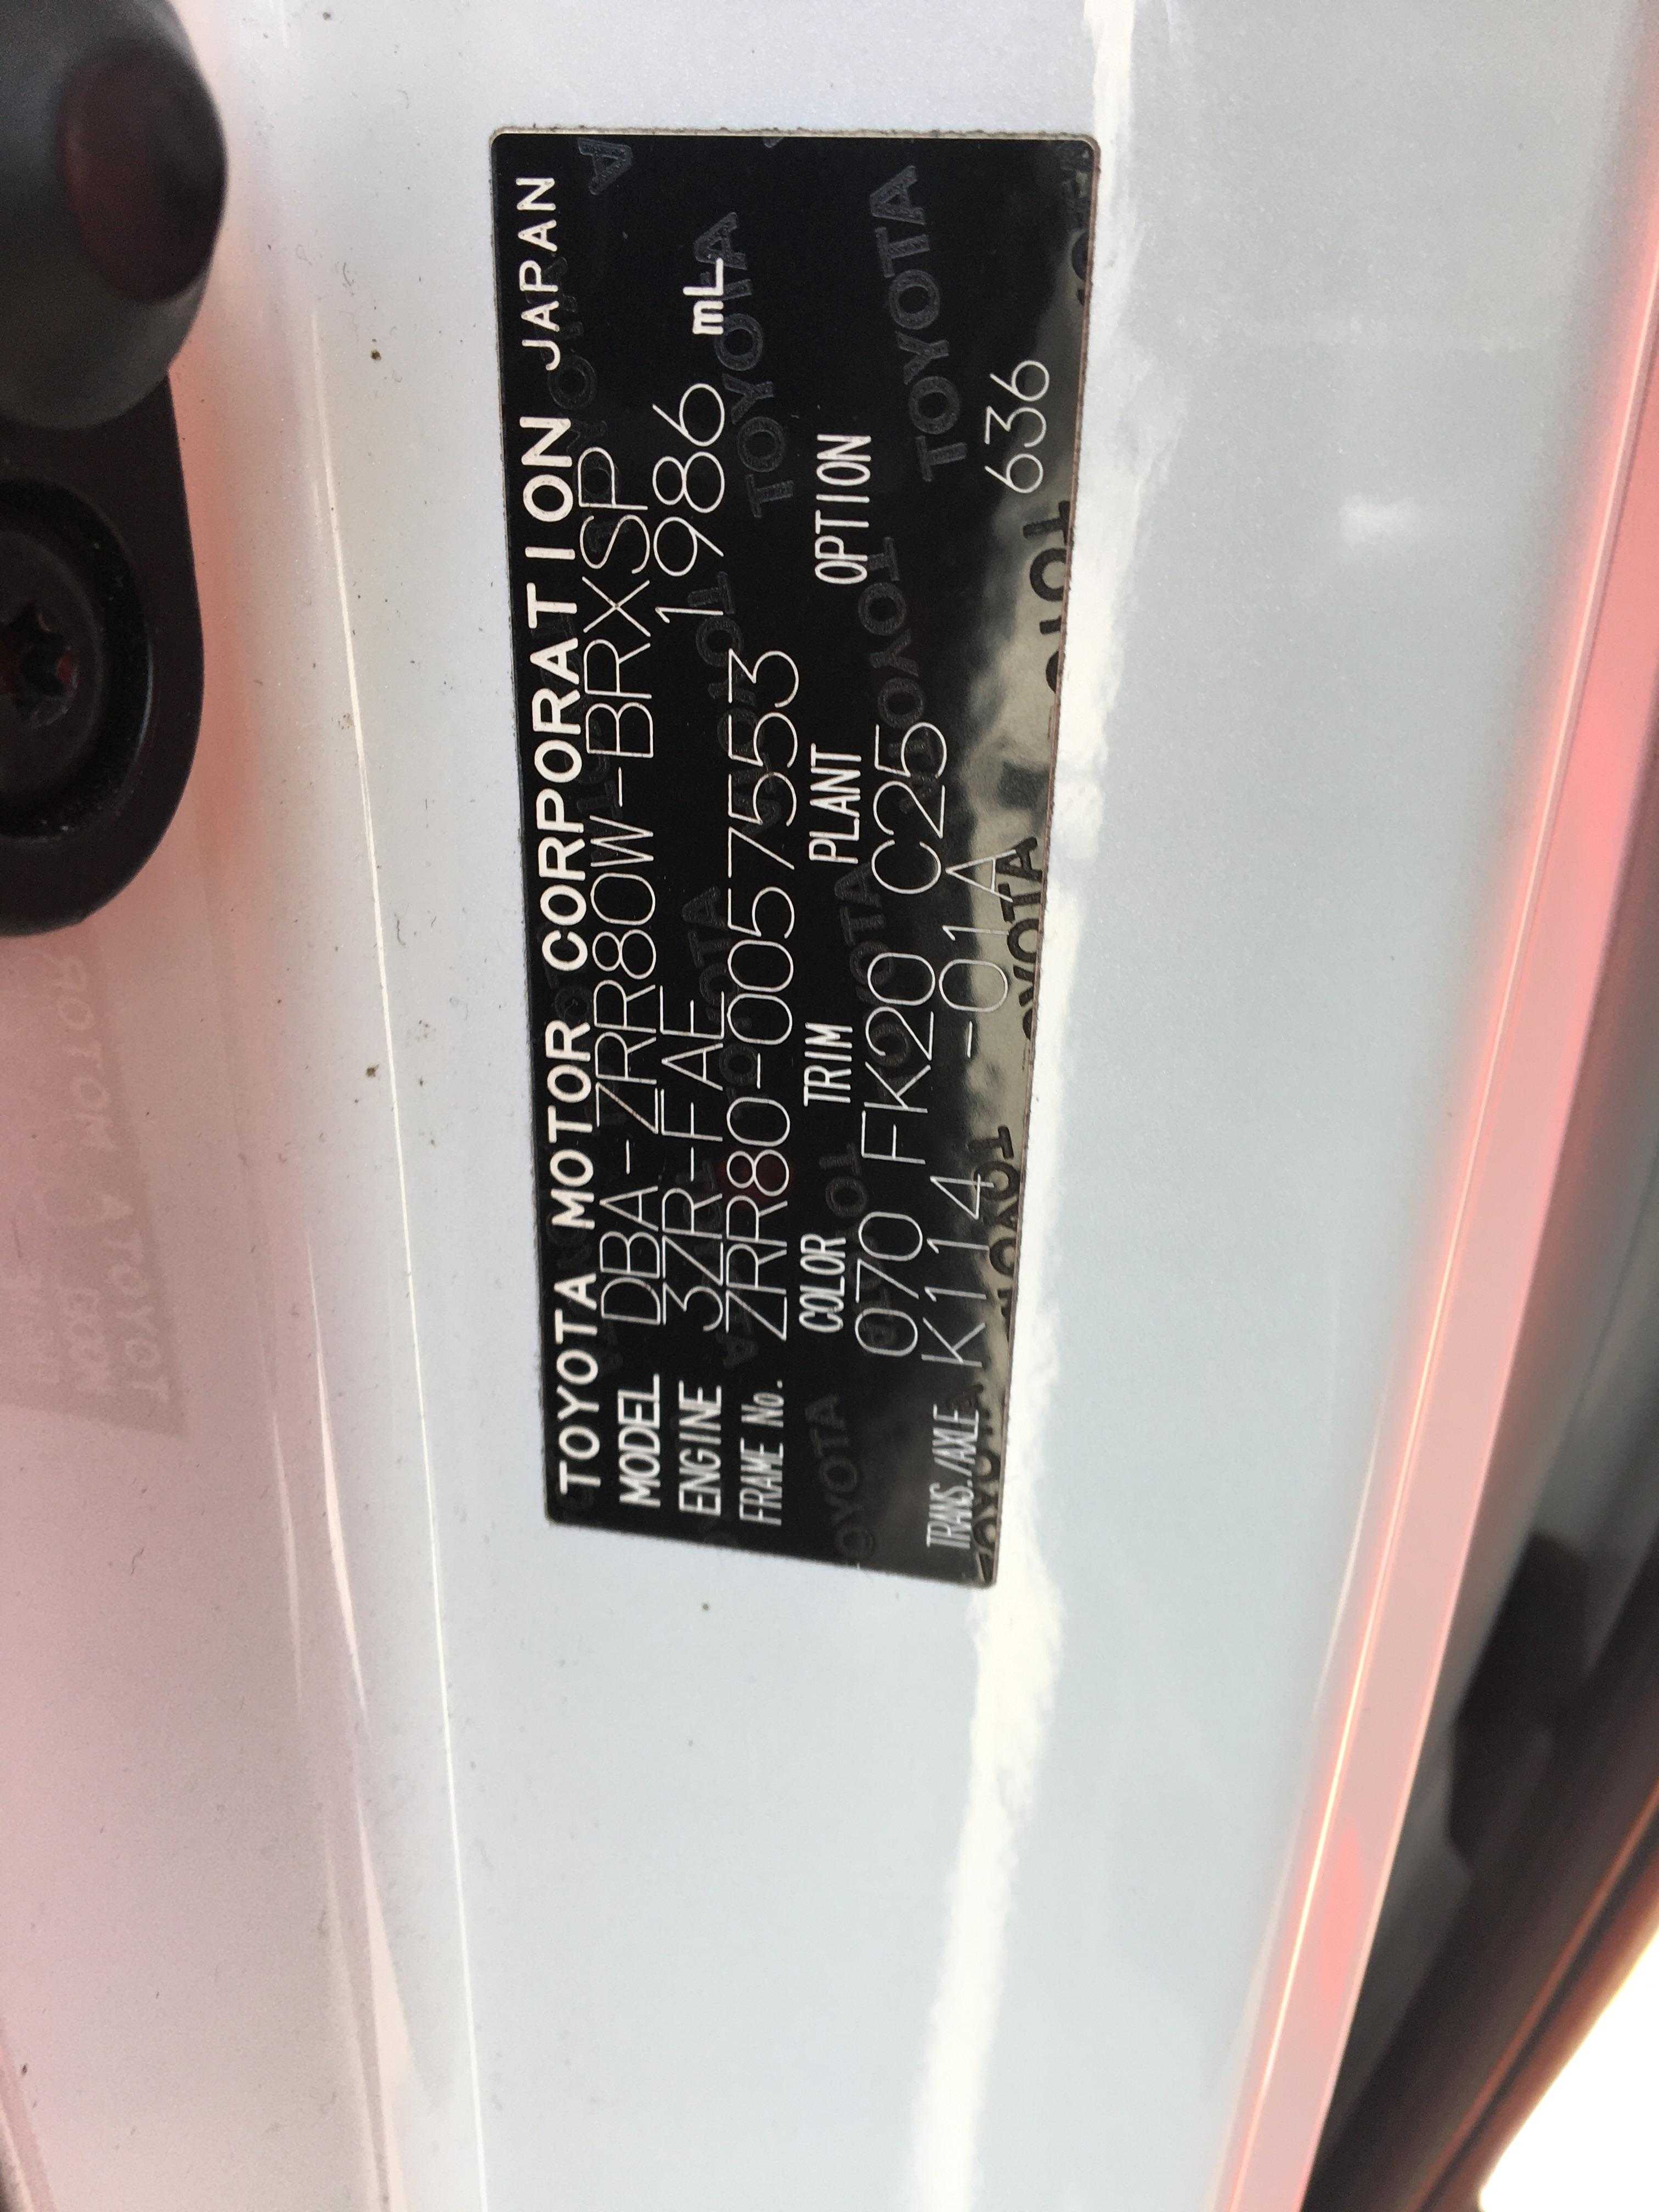 TOYOTA MOTOR CORPORATION JAPAN
MODEL DBA-ZRR80W-BRXSP
ENGINE 3ZR-FAE 1986 mL
FRAME No. ZRR80-0057553
COLOR TRIM PLANT OPTION
070 FK20 C25
TRANS./AXLE K114 -01A 636